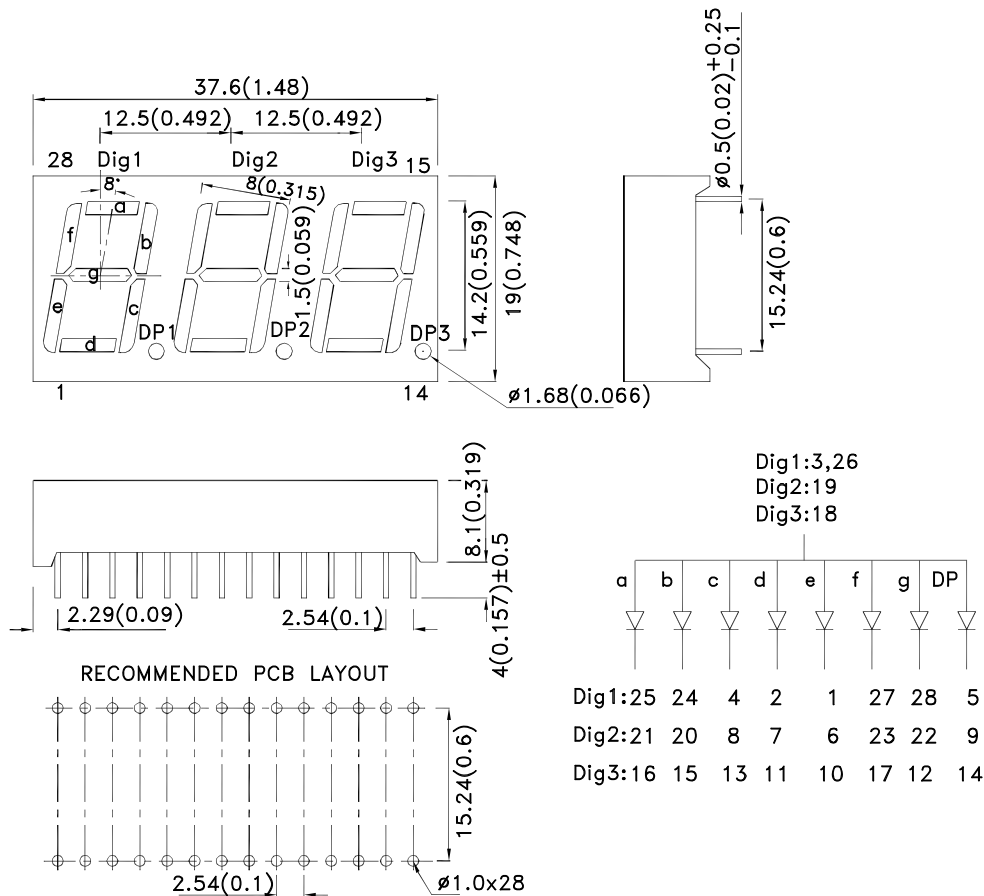 37.6(1.48)
12.5(0.492) 12.5(0.492)
28 Dig1 Dig2 Dig3 15
8°
8(0.315)
a
f b
g
e c
d
1.5(0.059)
DP1 DP2 DP3
14.2(0.559)
19(0.748)
1 14
ø1.68(0.066)
ø0.5(0.02)+0.25
-0.1
15.24(0.6)
8.1(0.319)
4(0.157)±0.5
2.29(0.09) 2.54(0.1)
RECOMMENDED PCB LAYOUT
15.24(0.6)
2.54(0.1) ø1.0x28
Dig1:3,26
Dig2:19
Dig3:18
a b c d e f g DP
Dig1:25 24 4 2 1 27 28 5
Dig2:21 20 8 7 6 23 22 9
Dig3:16 15 13 11 10 17 12 14